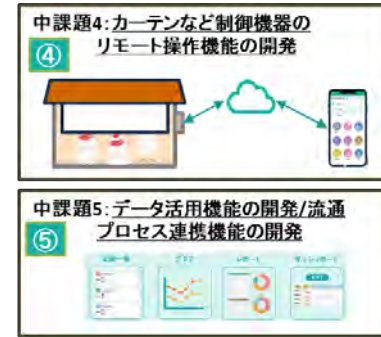 中課題4:カーテンなど制御機器の
リモート操作機能の開発
④
中課題5:データ活用機能の開発/流通
プロセス連携機能の開発
⑤
グラフ
レポート